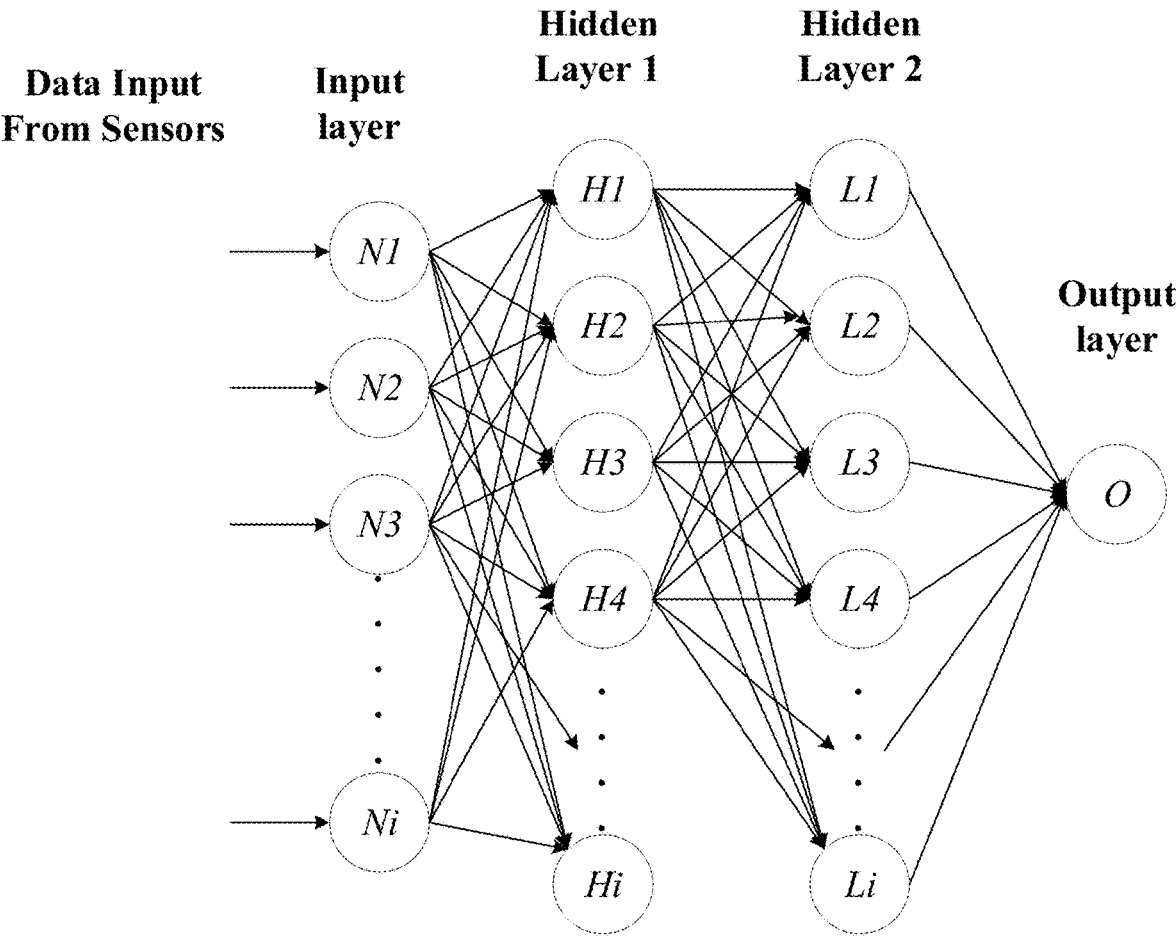 Data Input
From Sensors
Input
layer
Hidden
Layer 1
Hidden
Layer 2
Output
layer
N1
N2
N3
Ni
H1
H2
H3
H4
Hi
L1
L2
L3
L4
Li
O